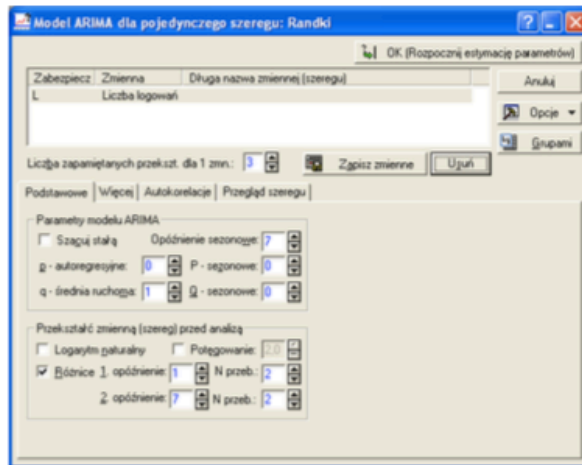 Model ARIMA dla pojedynczego szeregu: Randki
OK (Rozpocznij estymację parametrów)
Zabezpiecz Zmienna Długa nazwa zmiennej (szeregu)
L Liczba logowań
Anuluj
Opcje
Grupami
Liczba zapamiętanych przekszt. dla 1 zmn.: 3 Zapisz zmienne Usuń
Podstawowe Więcej Autokorelacje Przegląd szeregu
Parametry modelu ARIMA
Szacuj stałą Opóźnienie sezonowe: 7
p - autoregresyjne: 0 P - sezonowe: 0
q - średnia ruchoma: 1 Q - sezonowe: 0
Przekształć zmienną (szereg) przed analizą
Logarytm naturalny Potęgowanie: 2,0
Różnice 1. opóźnienie: 1 N przeb.: 2
2. opóźnienie: 7 N przeb.: 2